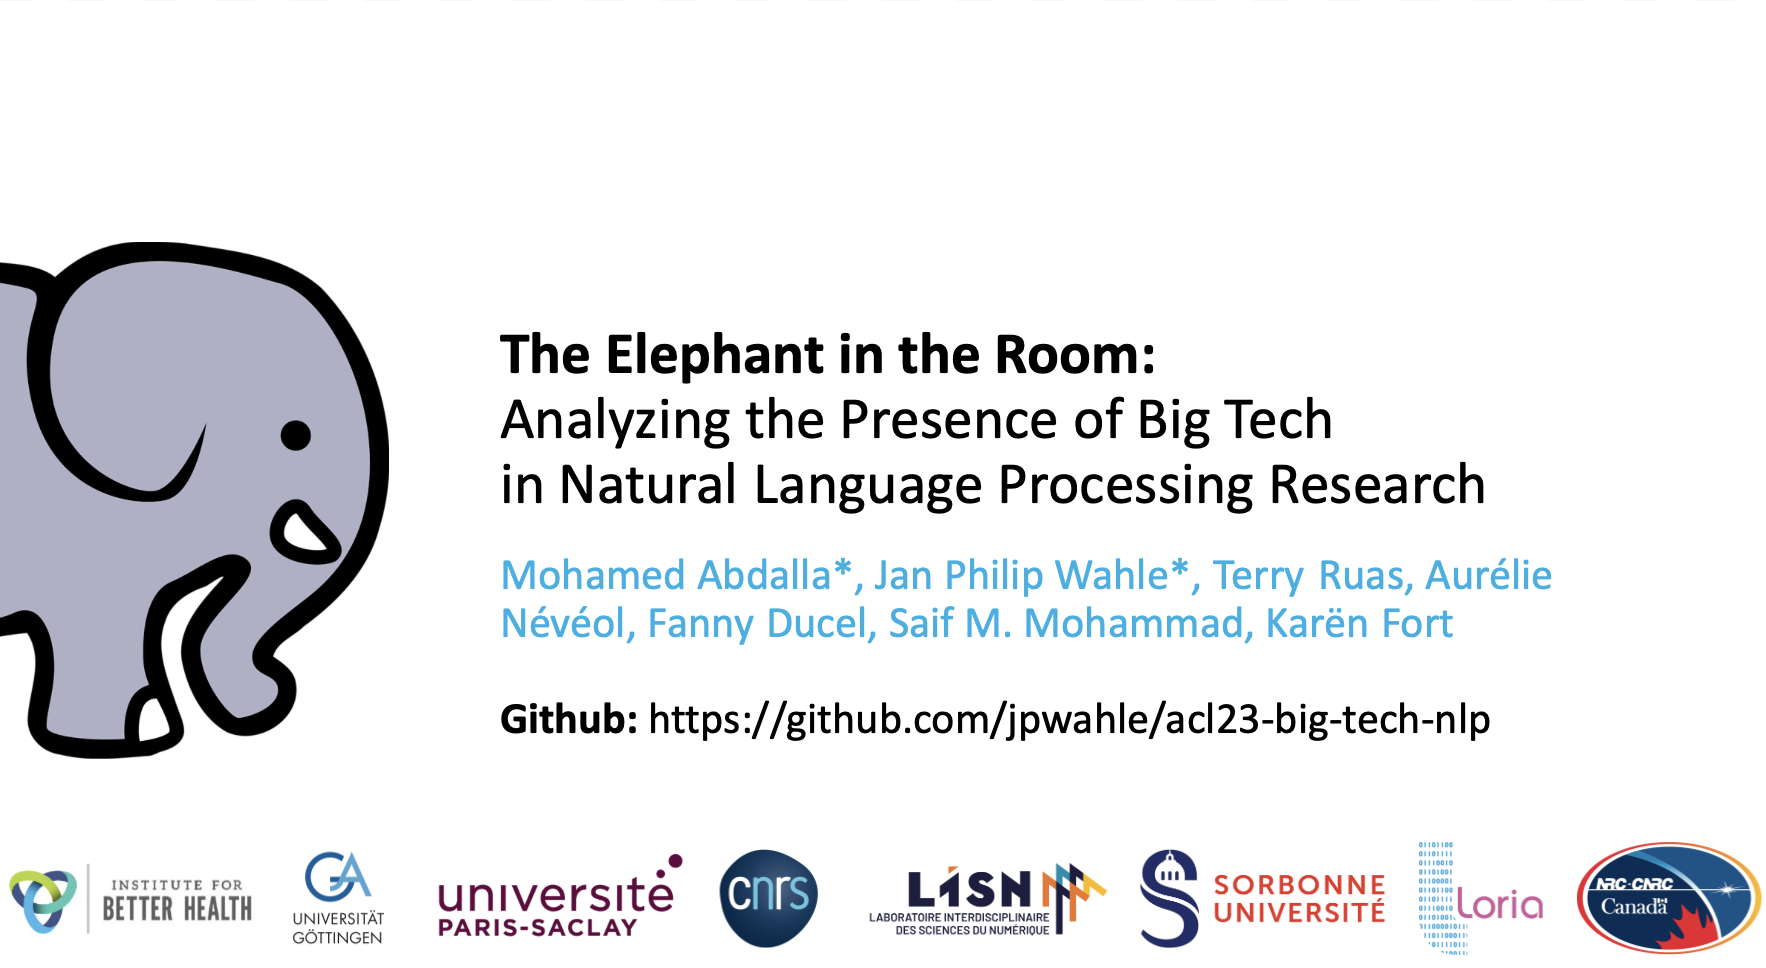 The Elephant in the Room:
Analyzing the Presence of Big Tech
in Natural Language Processing Research
Mohamed Abdalla*, Jan Philip Wahle*, Terry Ruas, Aurélie
Névéol, Fanny Ducel, Saif M. Mohammad, Karën Fort
Github: https://github.com/jpwahle/acl23-big-tech-nlp
INSTITUTE FOR
BETTER HEALTH
UNIVERSITÄT
GÖTTINGEN
université
PARIS-SACLAY
cnrs
LISN
LABORATOIRE INTERDISCIPLINAIRE
DES SCIENCES DU NUMÉRIQUE
SORBONNE
UNIVERSITÉ
Loria
NRC·CNRC
Canada